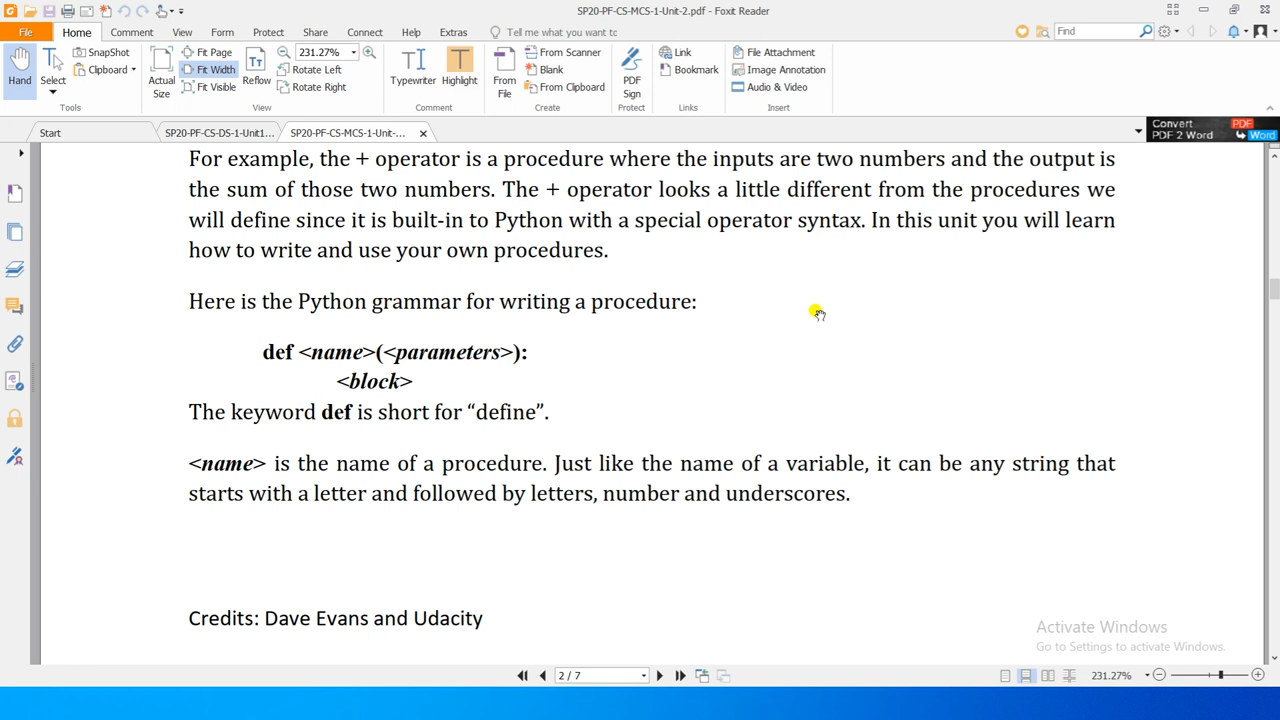 SP20-PF-CS-MCS-1-Unit-2.pdf - Foxit Reader
File Home Comment View Form Protect Share Connect Help Extras Tell me what you want tc Find
Hand Select SnapShot Clipboard Actual Size Fit Page Fit Width Fit Visible Reflow 231.27% Rotate Left Rotate Right Typewriter Highlight From File From Scanner Blank From Clipboard PDF Sign Link Bookmark File Attachment Image Annotation Audio & Video
Tools View Comment Create Protect Links Insert
Start SP20-PF-CS-DS-1-Unit1... SP20-PF-CS-MCS-1-Unit-... Convert PDF 2 Word PDF Word
For example, the + operator is a procedure where the inputs are two numbers and the output is
the sum of those two numbers. The + operator looks a little different from the procedures we
will define since it is built-in to Python with a special operator syntax. In this unit you will learn
how to write and use your own procedures.
Here is the Python grammar for writing a procedure:
def <name>(<parameters>):
<block>
The keyword def is short for “define”.
<name> is the name of a procedure. Just like the name of a variable, it can be any string that
starts with a letter and followed by letters, number and underscores.
Credits: Dave Evans and Udacity
Activate Windows
Go to Settings to activate Windows.
2 / 7 231.27%